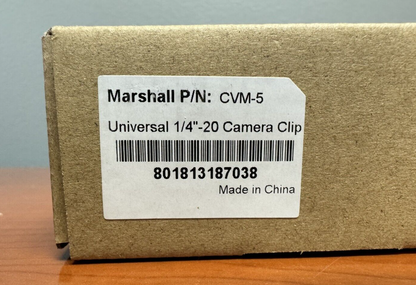 Marshall P/N: CVM-5
Universal 1/4"-20 Camera Clip
801813187038
Made in China